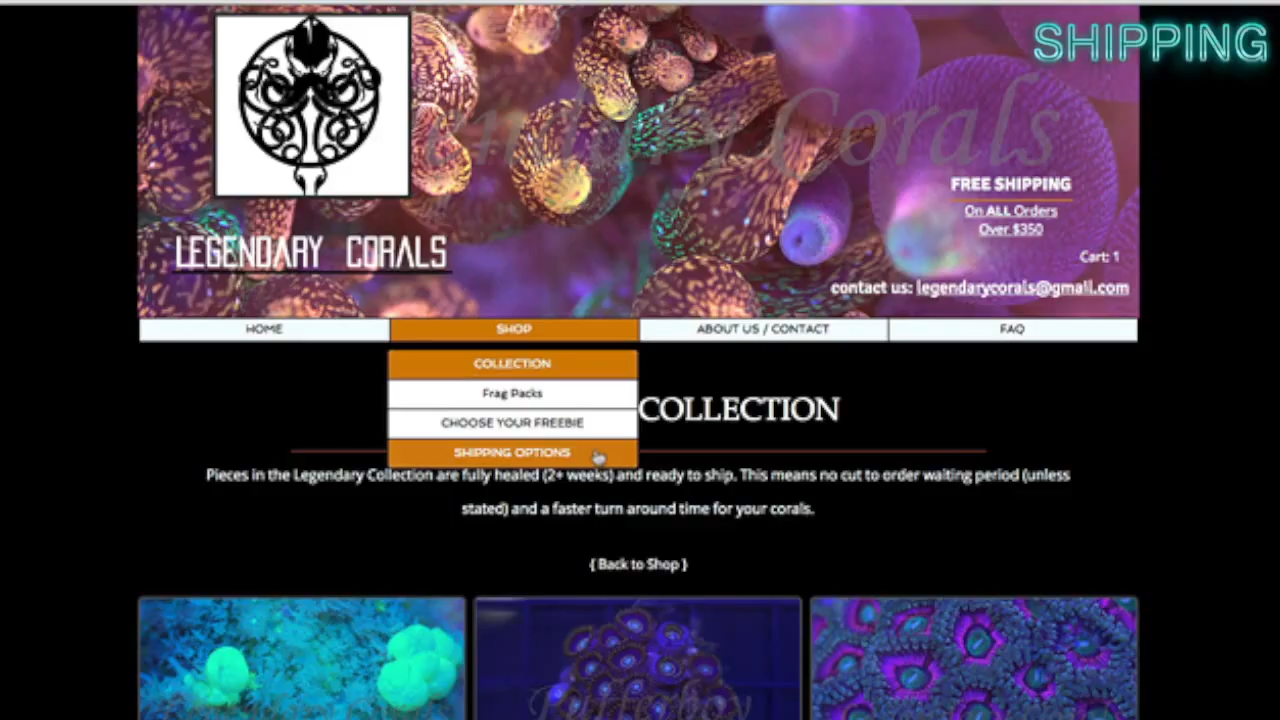 SHIPPING
Legendary Corals
FREE SHIPPING
On ALL Orders
Over $350
LEGENDARY CORALS
Cart: 1
contact us: legendarycorals@gmail.com
HOME
SHOP
ABOUT US / CONTACT
FAQ
COLLECTION
Frag Packs
CHOOSE YOUR FREEBIE
SHIPPING OPTIONS
COLLECTION
Pieces in the Legendary Collection are fully healed (2+ weeks) and ready to ship. This means no cut to order waiting period (unless
stated) and a faster turn around time for your corals.
{ Back to Shop }